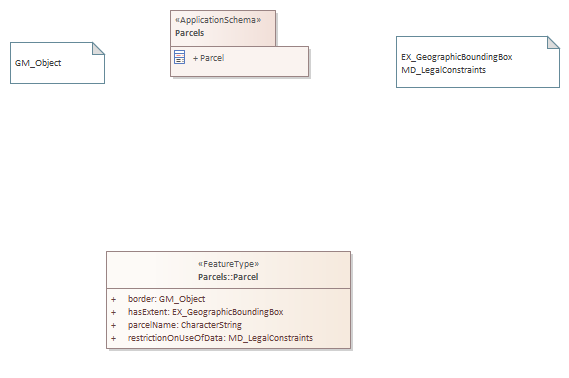 «ApplicationSchema»
Parcels
+ Parcel
GM_Object
EX_GeographicBoundingBox
MD_LegalConstraints
«FeatureType»
Parcels::Parcel
+ border: GM_Object
+ hasExtent: EX_GeographicBoundingBox
+ parcelName: CharacterString
+ restrictionOnUseOfData: MD_LegalConstraints